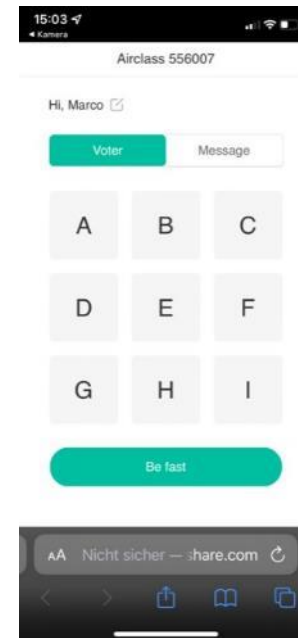 15:03
Kamera
Airclass 556007
Hi, Marco
Voter Message
A B C
D E F
G H I
Be fast
AA Nicht sicher — share.com